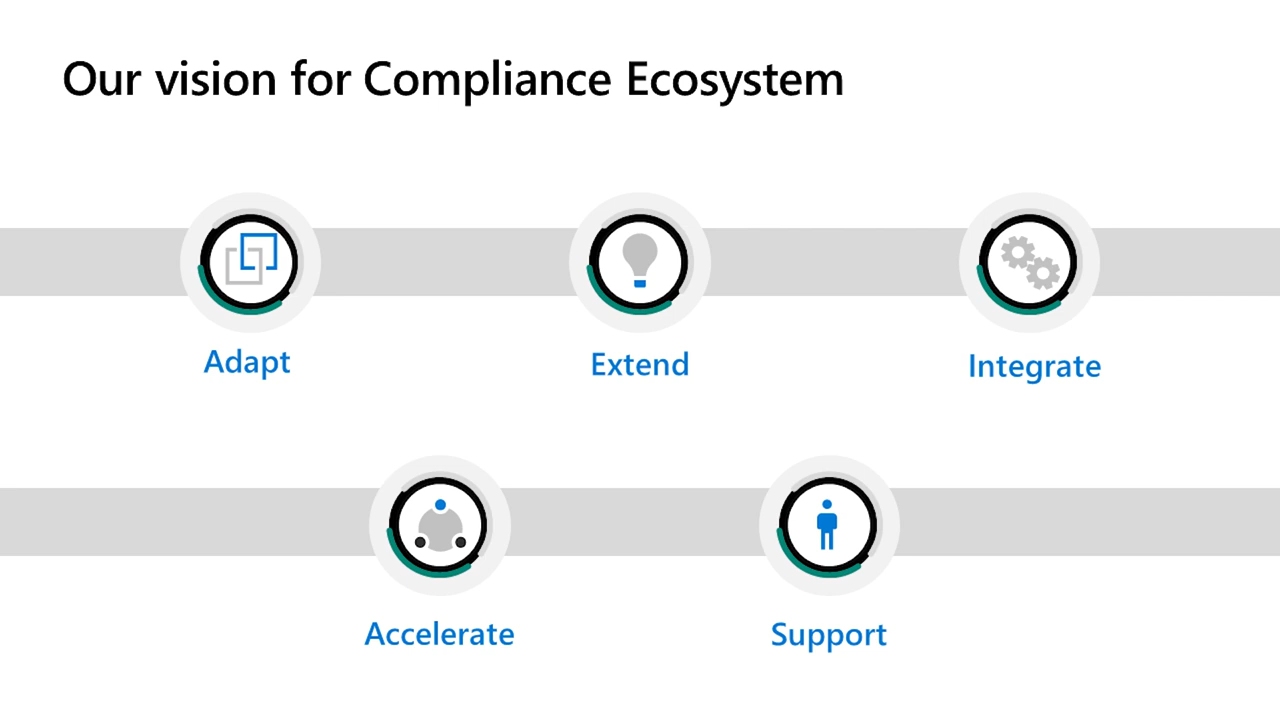 Our vision for Compliance Ecosystem
Adapt
Extend
Integrate
Accelerate
Support